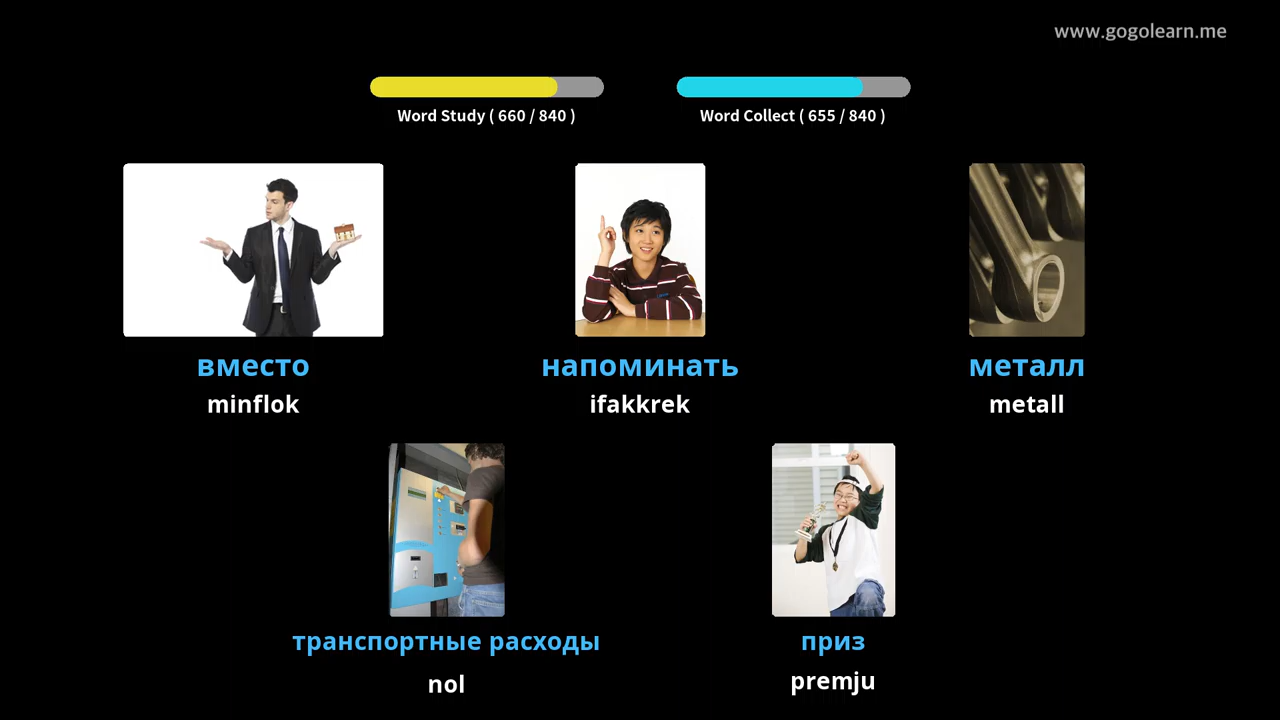 www.gogolearn.me
Word Study ( 660 / 840 )
Word Collect ( 655 / 840 )
вместо
minflok
напоминать
ifakkrek
металл
metall
транспортные расходы
nol
приз
premju